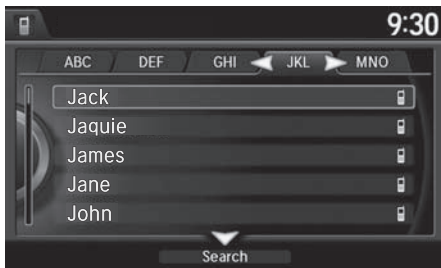 9:30
ABC DEF GHI JKL MNO
Jack
Jaquie
James
Jane
John
Search